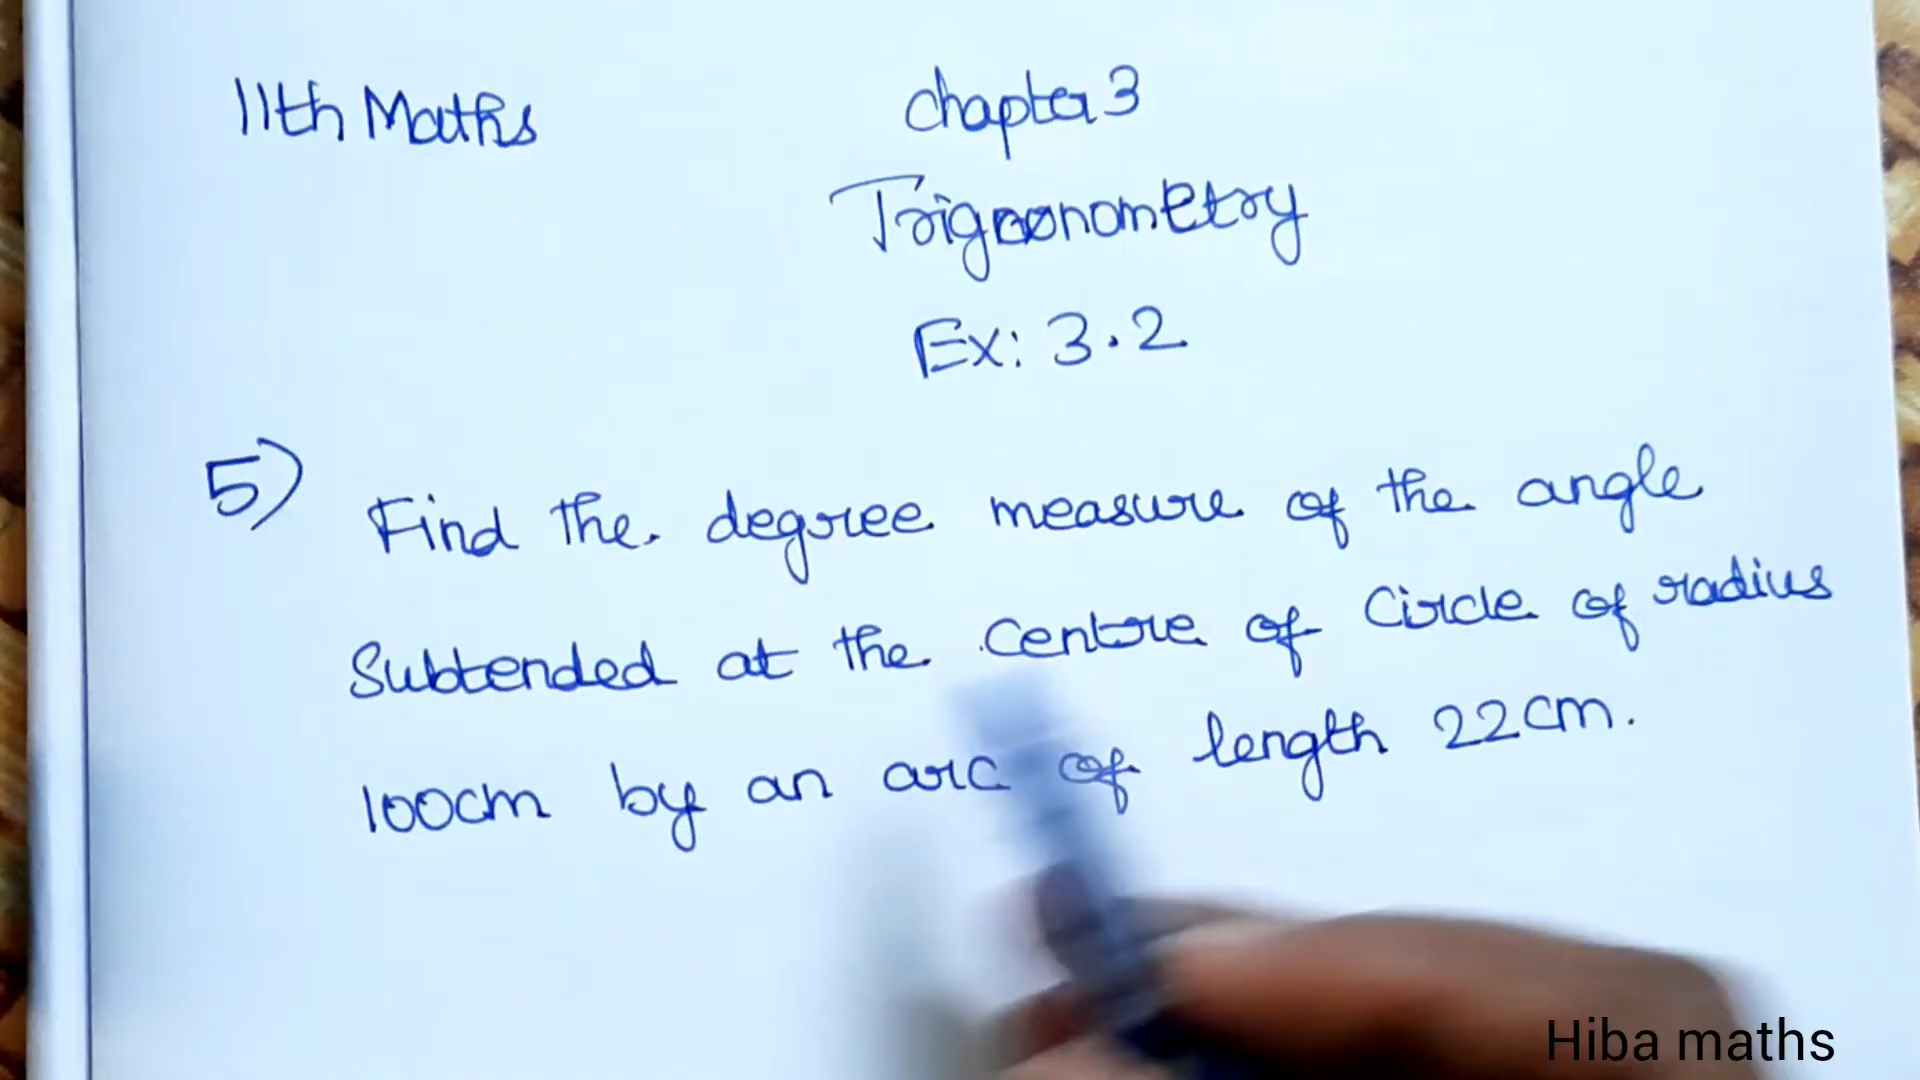 11th Maths
Chapter 3
Trigonometry
Ex: 3.2
5) Find the degree measure of the angle
Subtended at the centre of Circle of radius
100cm by an arc of length 22cm.
Hiba maths